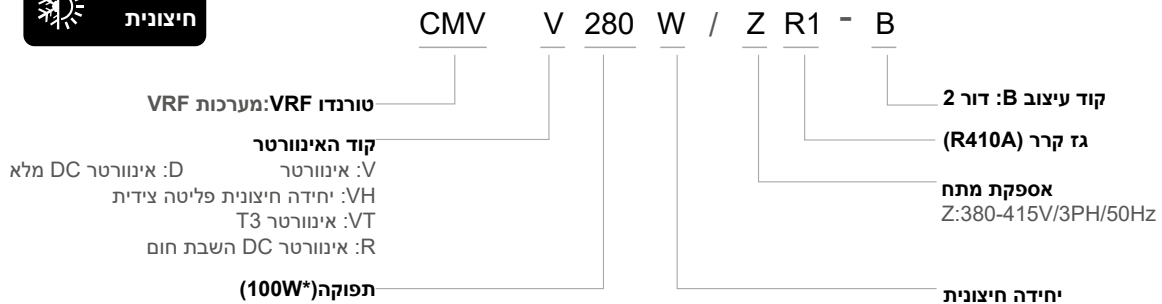 חיצונית
CMV V 280 W / Z R1 - B
טורנדו VRF:מערכות VRF
קוד האינוורטר
V: אינוורטר D: אינוורטר DC מלא
VH: יחידה חיצונית פליטה צידית
VT: אינוורטר T3
R: אינוורטר DC השבת חום
תפוקה(*100W)
קוד עיצוב B: דור 2
גז קרר (R410A)
אספקת מתח
Z:380-415V/3PH/50Hz
יחידה חיצונית